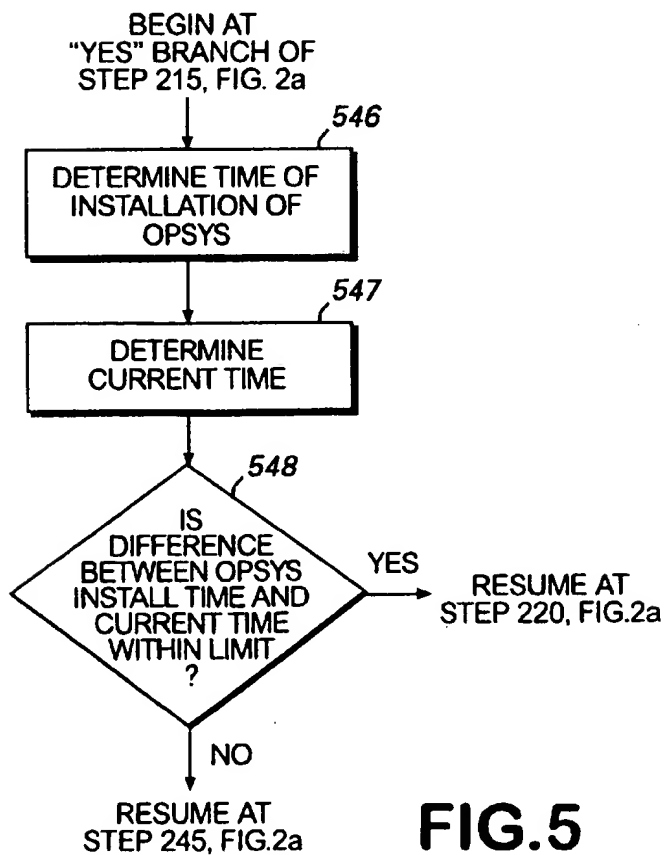 BEGIN AT
"YES" BRANCH OF
STEP 215, FIG. 2a
546
DETERMINE TIME OF
INSTALLATION OF
OPSYS
547
DETERMINE
CURRENT TIME
548
IS
DIFFERENCE
BETWEEN OPSYS
INSTALL TIME AND
CURRENT TIME
WITHIN LIMIT
?
YES
RESUME AT
STEP 220, FIG.2a
NO
RESUME AT
STEP 245, FIG.2a
FIG.5